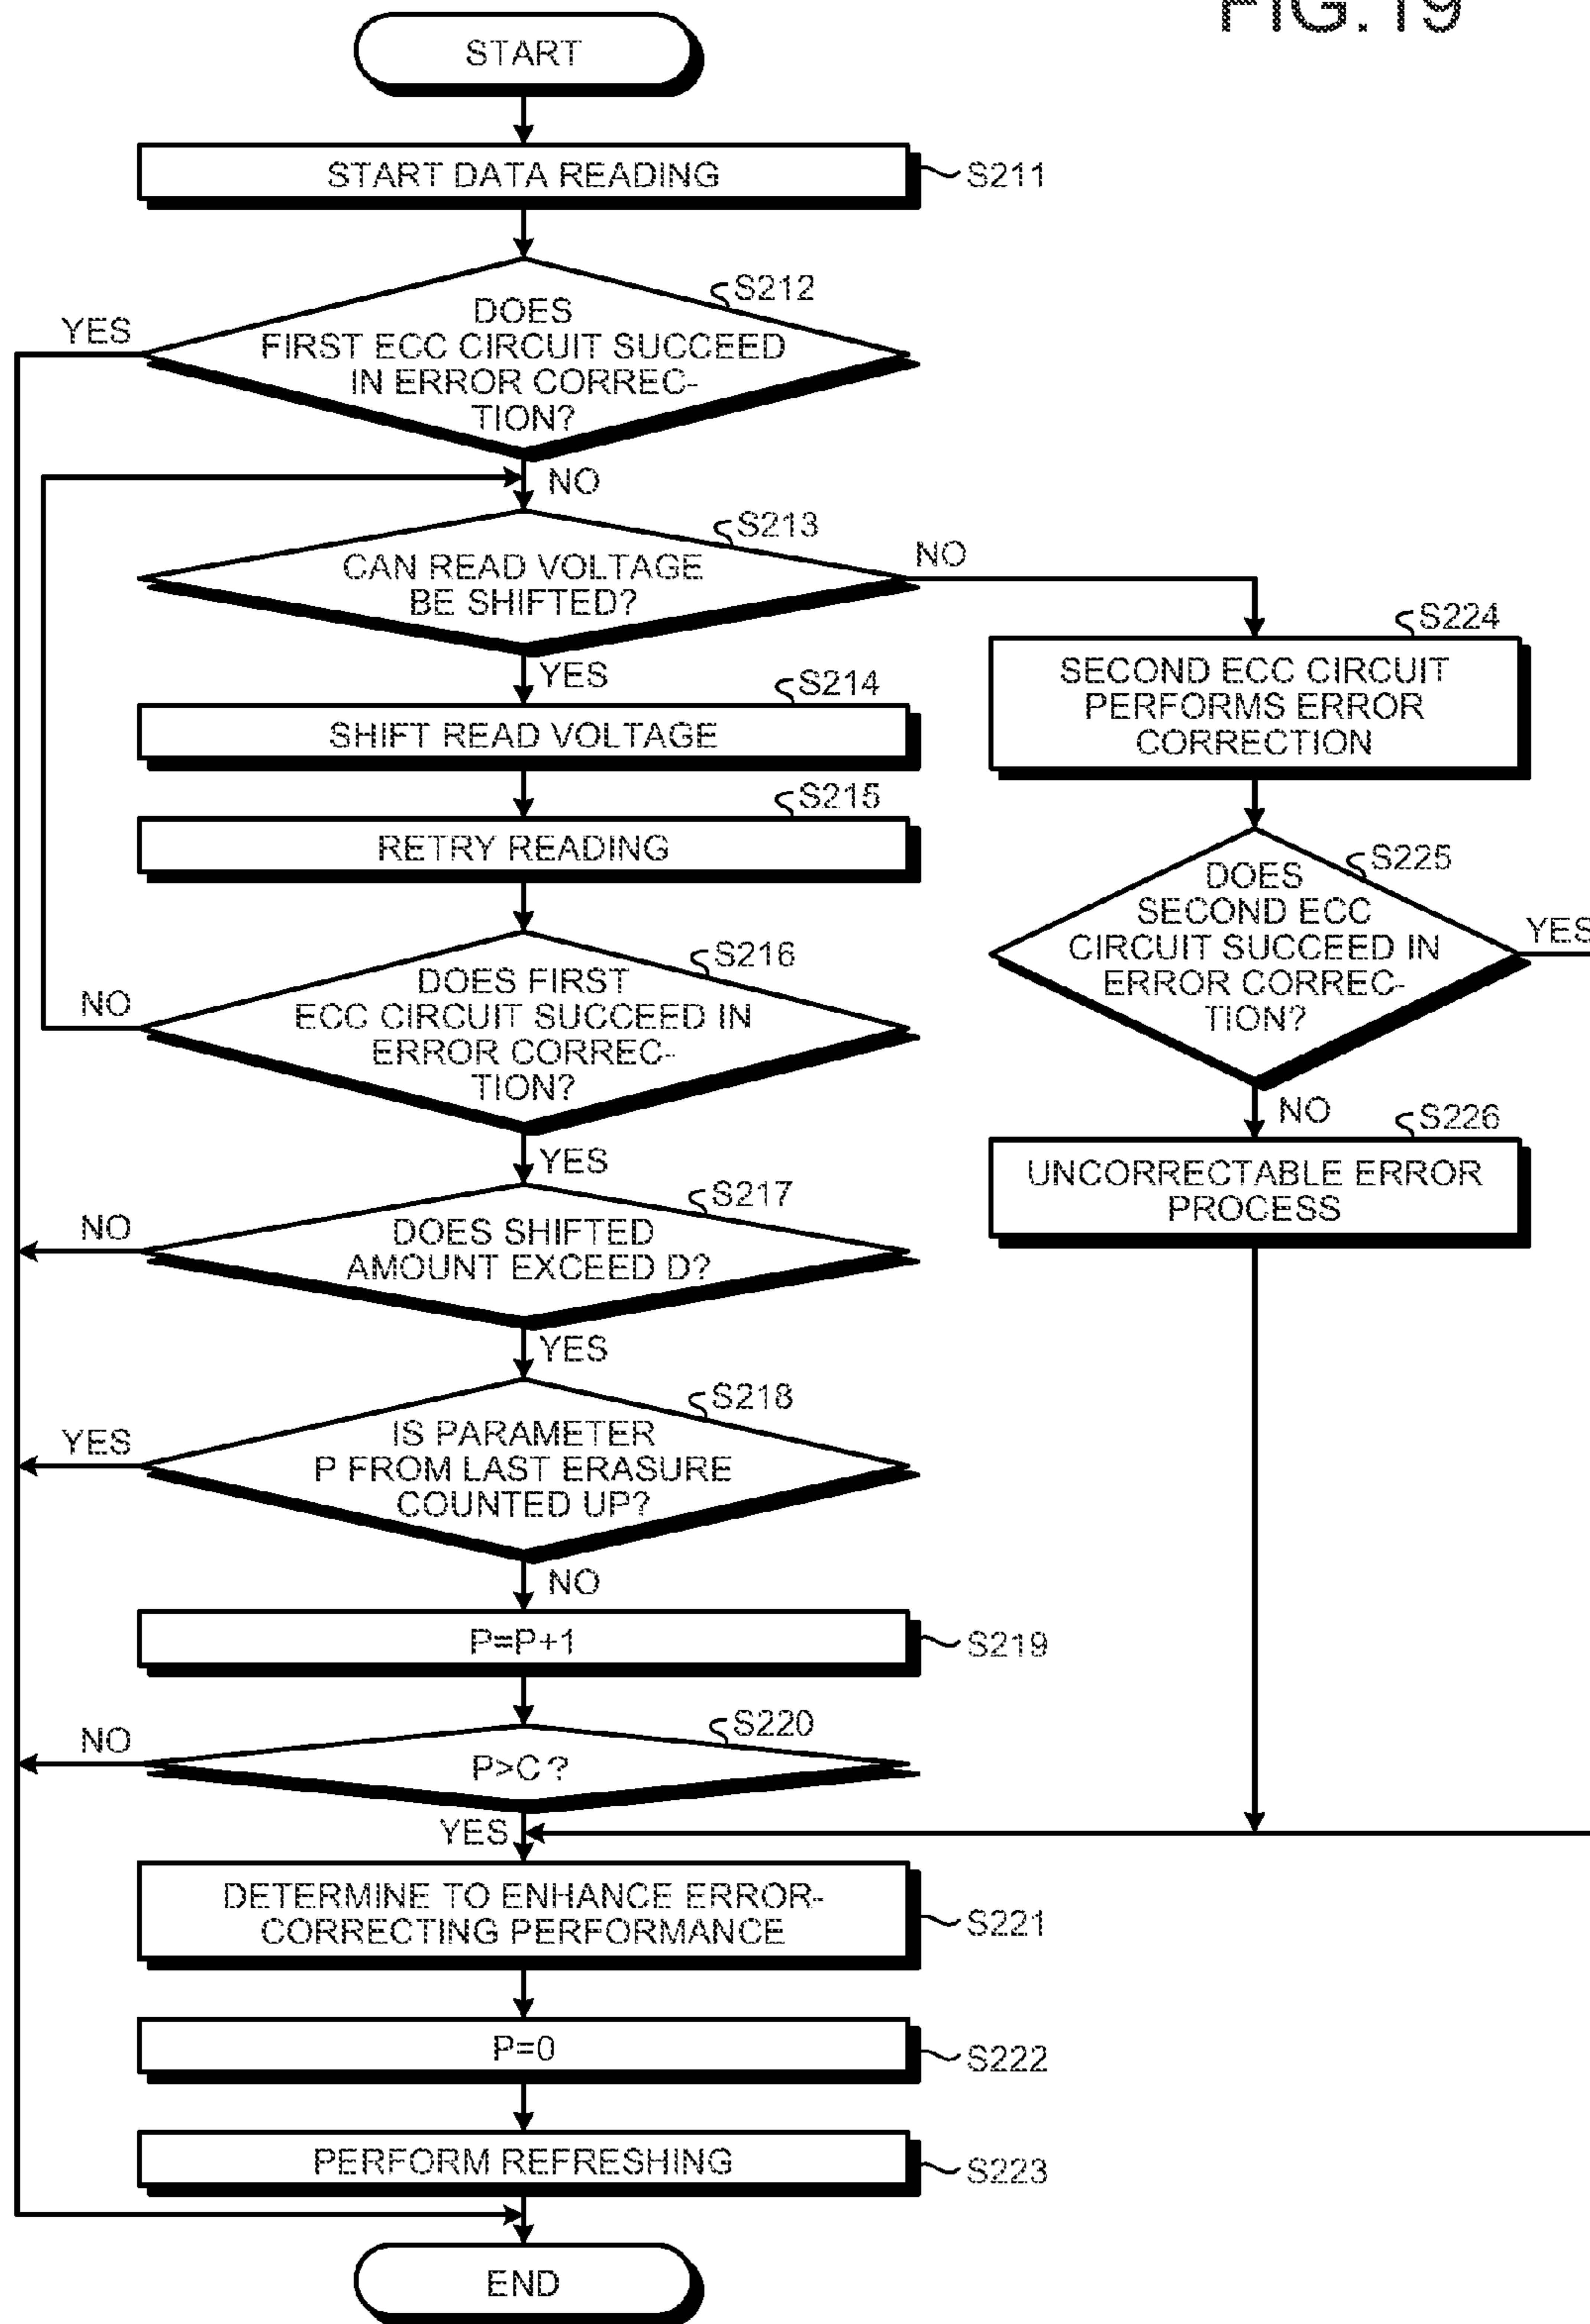 FIG.19
START
START DATA READING
S211
S212
DOES
FIRST ECC CIRCUIT SUCCEED
IN ERROR CORREC-
TION?
YES
NO
S213
CAN READ VOLTAGE
BE SHIFTED?
NO
YES
S214
SHIFT READ VOLTAGE
S215
RETRY READING
S216
DOES FIRST
ECC CIRCUIT SUCCEED IN
ERROR CORREC-
TION?
NO
YES
S217
DOES SHIFTED
AMOUNT EXCEED D?
NO
YES
S218
IS PARAMETER
P FROM LAST ERASURE
COUNTED UP?
YES
NO
P=P+1
S219
S220
P>C ?
NO
YES
DETERMINE TO ENHANCE ERROR-
CORRECTING PERFORMANCE
S221
P=0
S222
PERFORM REFRESHING
S223
END
S224
SECOND ECC CIRCUIT
PERFORMS ERROR
CORRECTION
S225
DOES
SECOND ECC
CIRCUIT SUCCEED IN
ERROR CORREC-
TION?
YES
NO
S226
UNCORRECTABLE ERROR
PROCESS